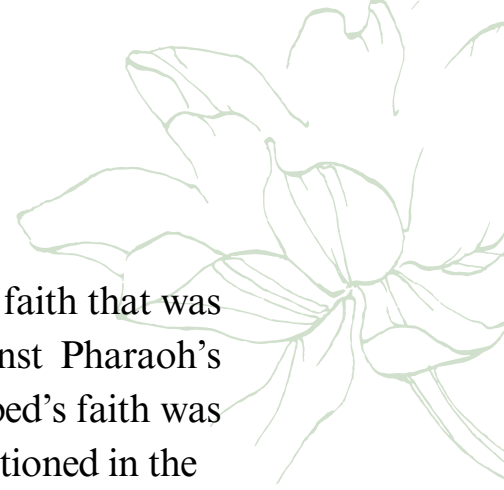 faith that was
nst Pharaoh's
bed's faith was
tioned in the